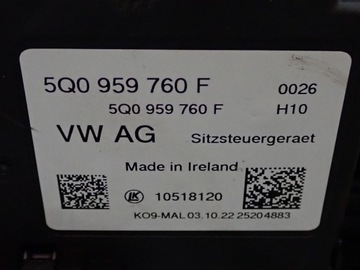 5Q0 959 760 F 0026
5Q0 959 760 F H10
VW AG Sitzsteuergeraet
Made in Ireland
LK 10518120
KO9-MAL 03.10.22 25204883